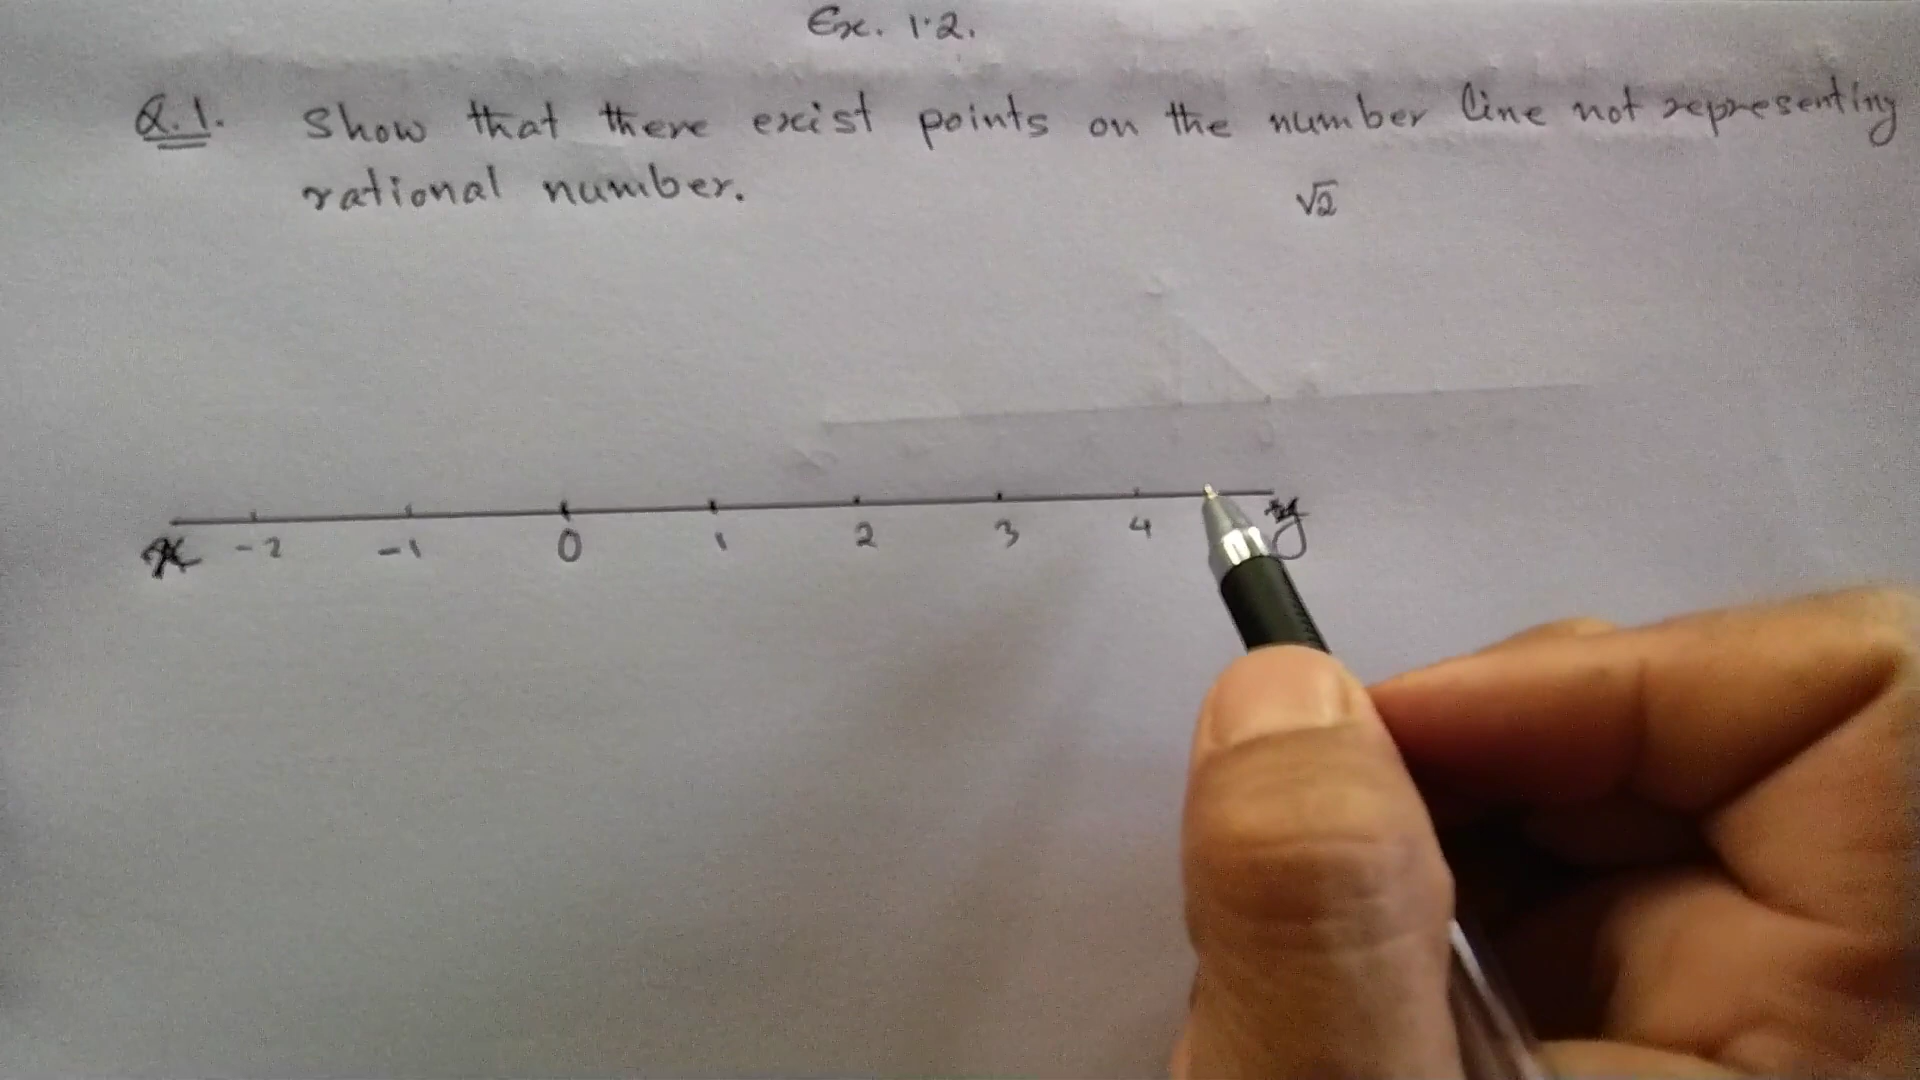 Ex. 1.2.
Q.1. Show that there exist points on the number line not representing
rational number.
√2
x -2 -1 0 1 2 3 4 y